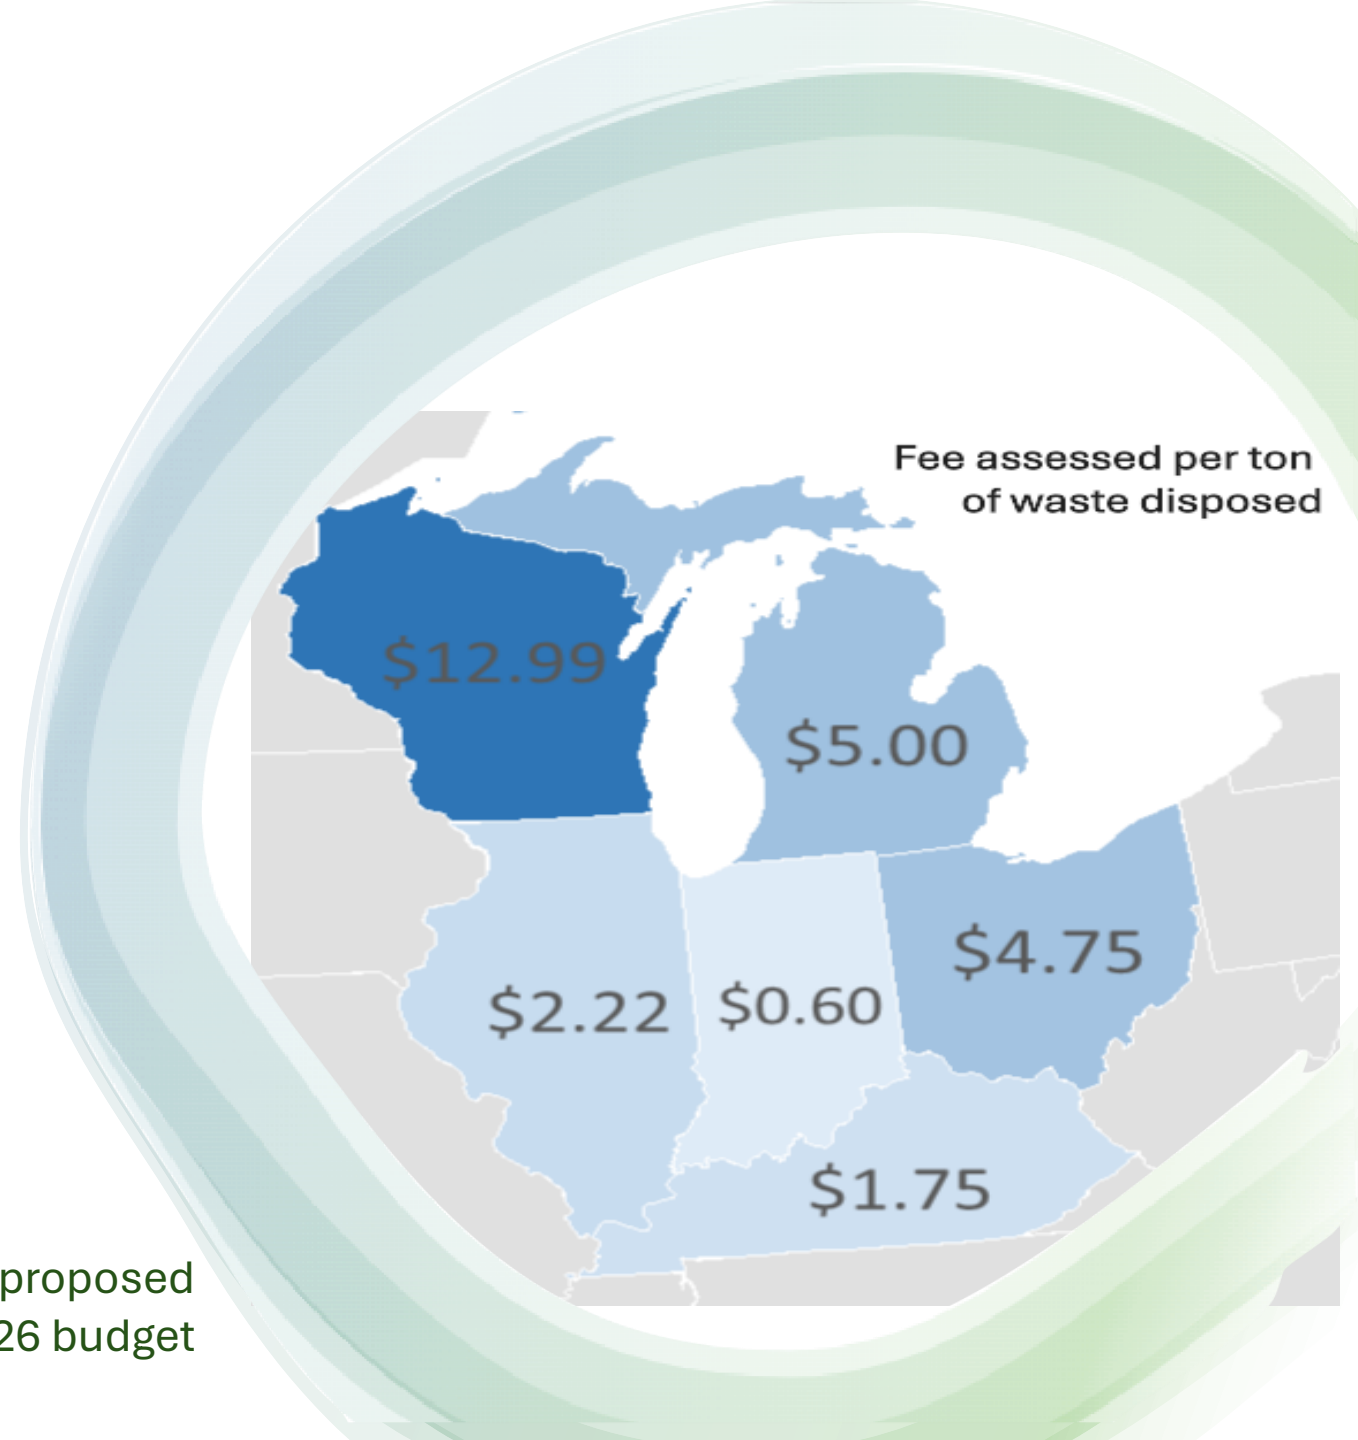 Fee assessed per ton
of waste disposed
$12.99
$5.00
$4.75
$2.22
$0.60
$1.75
proposed
26 budget